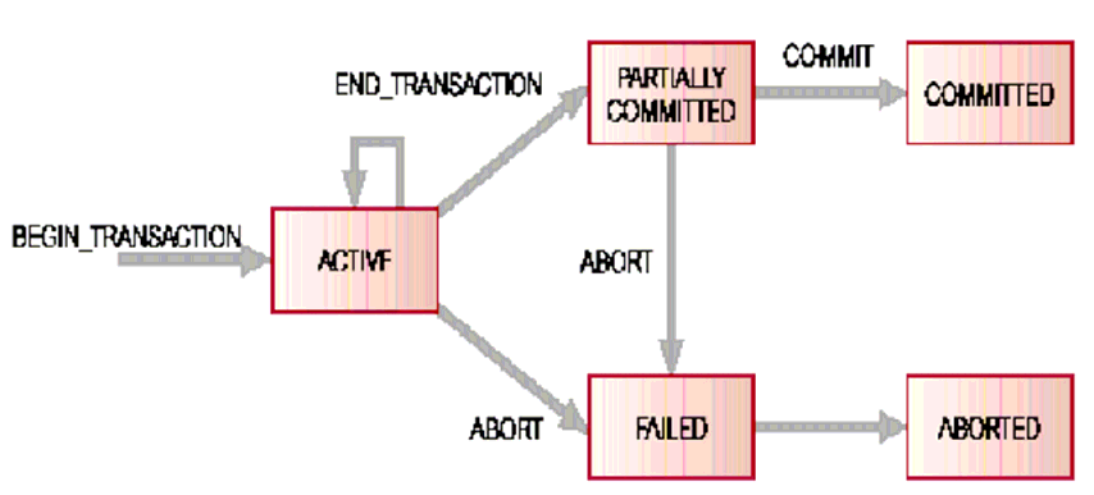 COMMIT
END_TRANSACTION
PARTIALLY
COMMITTED
COMMITTED
BEGIN_TRANSACTION
ACTIVE
ABORT
ABORT
FAILED
ABORTED